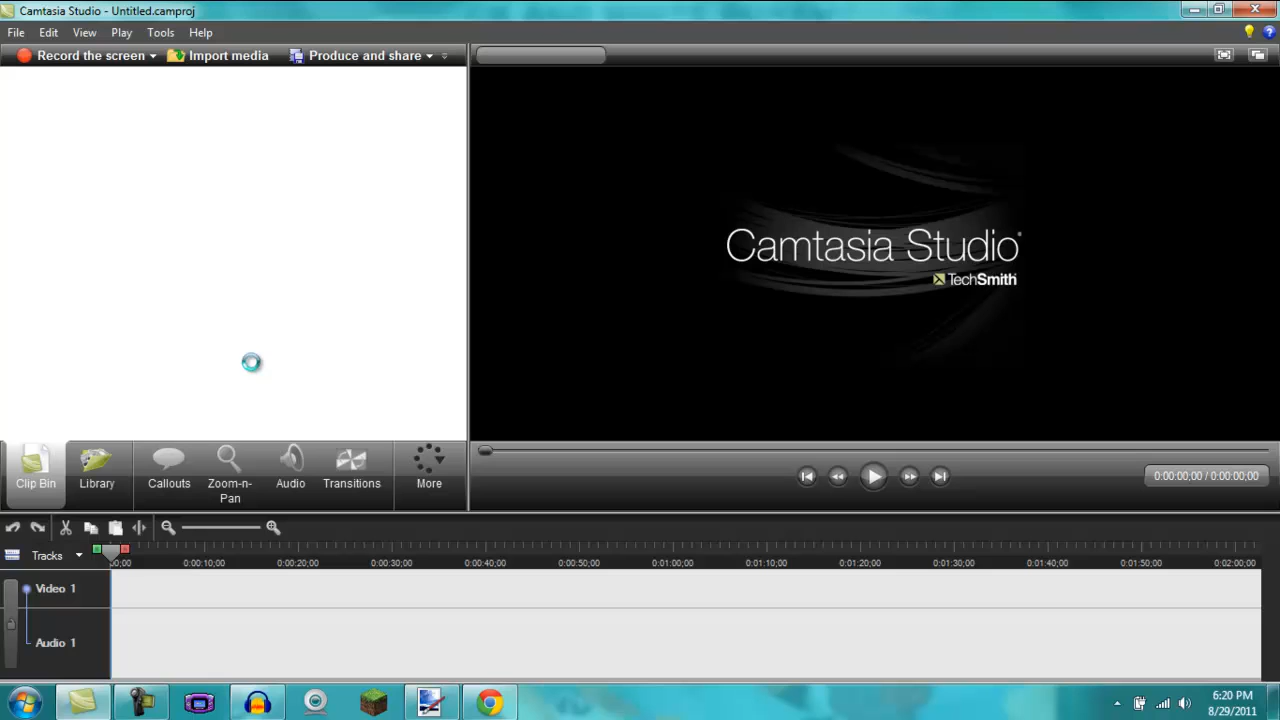 Camtasia Studio - Untitled.camproj
File Edit View Play Tools Help
Record the screen Import media Produce and share
Camtasia Studio
TechSmith
Clip Bin Library Callouts Zoom-n-Pan Audio Transitions More
0:00:00,00 / 0:00:00;00
Tracks
00;00 0:00:10;00 0:00:20;00 0:00:30;00 0:00:40;00 0:00:50;00 0:01:00;00 0:01:10;00 0:01:20;00 0:01:30;00 0:01:40;00 0:01:50;00 0:02:00;00
Video 1
Audio 1
6:20 PM
8/29/2011